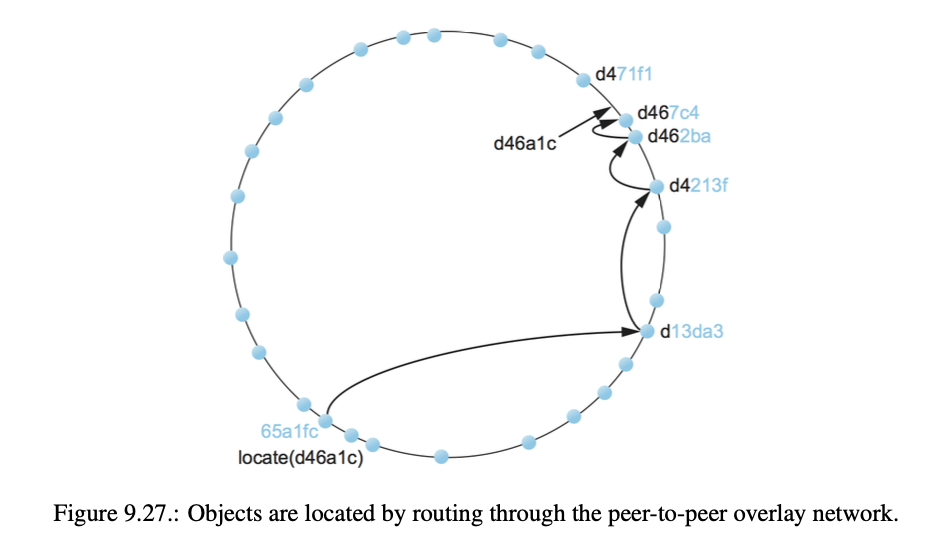 d471f1
d467c4
d46a1c
d462ba
d4213f
d13da3
65a1fc
locate(d46a1c)
Figure 9.27.: Objects are located by routing through the peer-to-peer overlay network.